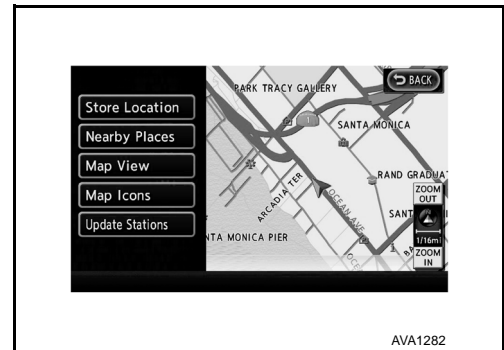 Store Location
Nearby Places
Map View
Map Icons
Update Stations
BACK
PARK TRACY GALLERY
1
SANTA MONICA
RAND GRADUA
ZOOM
OUT
ARCADIA TER
OCEAN AVE
SANT
NTA MONICA PIER
1/16mi
ZOOM
IN
AVA1282